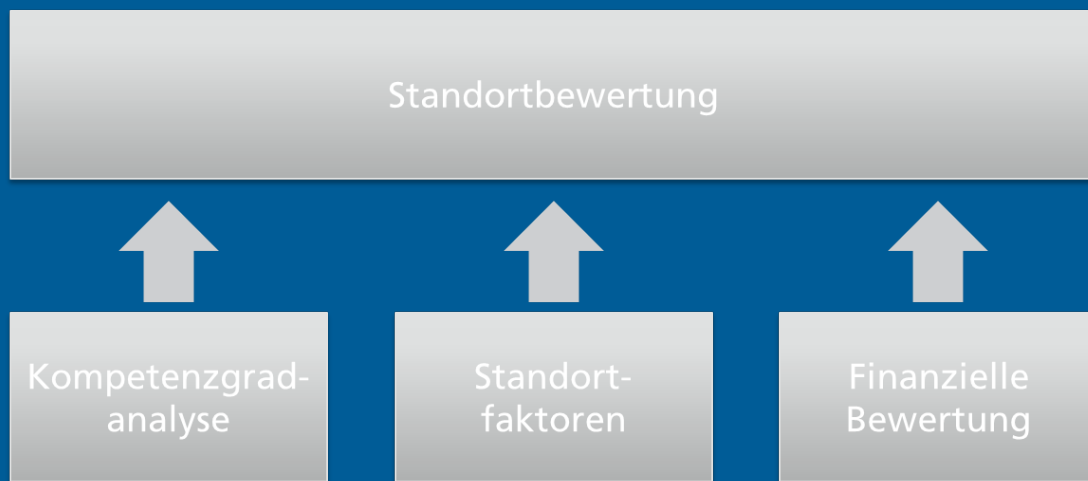 Standortbewertung
Kompetenzgrad-
analyse
Standort-
faktoren
Finanzielle
Bewertung